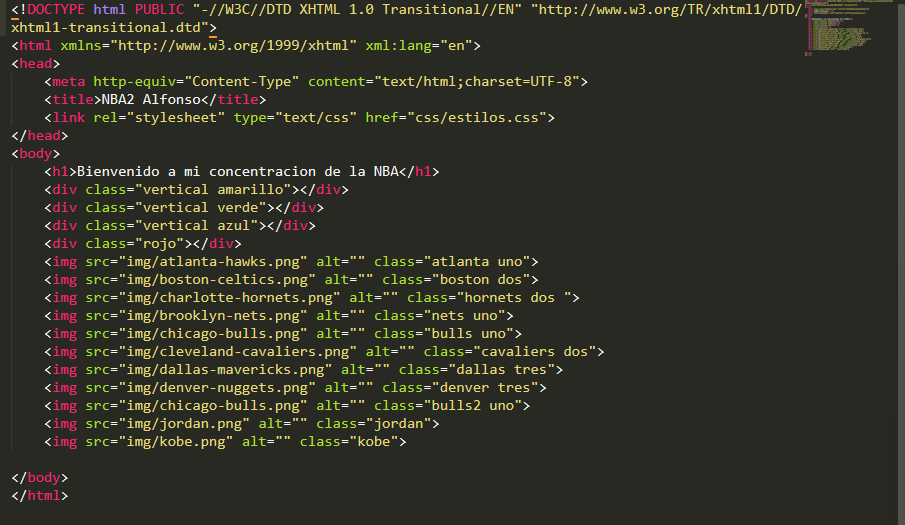 <!DOCTYPE html PUBLIC "-//W3C//DTD XHTML 1.0 Transitional//EN" "http://www.w3.org/TR/xhtml1/DTD/
xhtml1-transitional.dtd">
<html xmlns="http://www.w3.org/1999/xhtml" xml:lang="en">
<head>
    <meta http-equiv="Content-Type" content="text/html;charset=UTF-8">
    <title>NBA2 Alfonso</title>
    <link rel="stylesheet" type="text/css" href="css/estilos.css">
</head>
<body>
    <h1>Bienvenido a mi concentracion de la NBA</h1>
    <div class="vertical amarillo"></div>
    <div class="vertical verde"></div>
    <div class="vertical azul"></div>
    <div class="rojo"></div>
    <img src="img/atlanta-hawks.png" alt="" class="atlanta uno">
    <img src="img/boston-celtics.png" alt="" class="boston dos">
    <img src="img/charlotte-hornets.png" alt="" class="hornets dos ">
    <img src="img/brooklyn-nets.png" alt="" class="nets uno">
    <img src="img/chicago-bulls.png" alt="" class="bulls uno">
    <img src="img/cleveland-cavaliers.png" alt="" class="cavaliers dos">
    <img src="img/dallas-mavericks.png" alt="" class="dallas tres">
    <img src="img/denver-nuggets.png" alt="" class="denver tres">
    <img src="img/chicago-bulls.png" alt="" class="bulls2 uno">
    <img src="img/jordan.png" alt="" class="jordan">
    <img src="img/kobe.png" alt="" class="kobe">
</body>
</html>